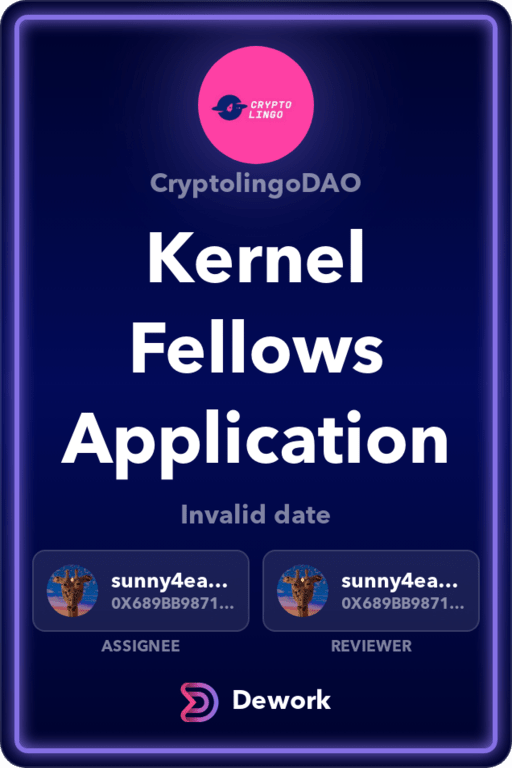 CRYPTO
LINGO
CryptolingoDAO
Kernel
Fellows
Application
Invalid date
sunny4ea... sunny4ea...
0X689BB9871... 0X689BB9871...
ASSIGNEE REVIEWER
Dework